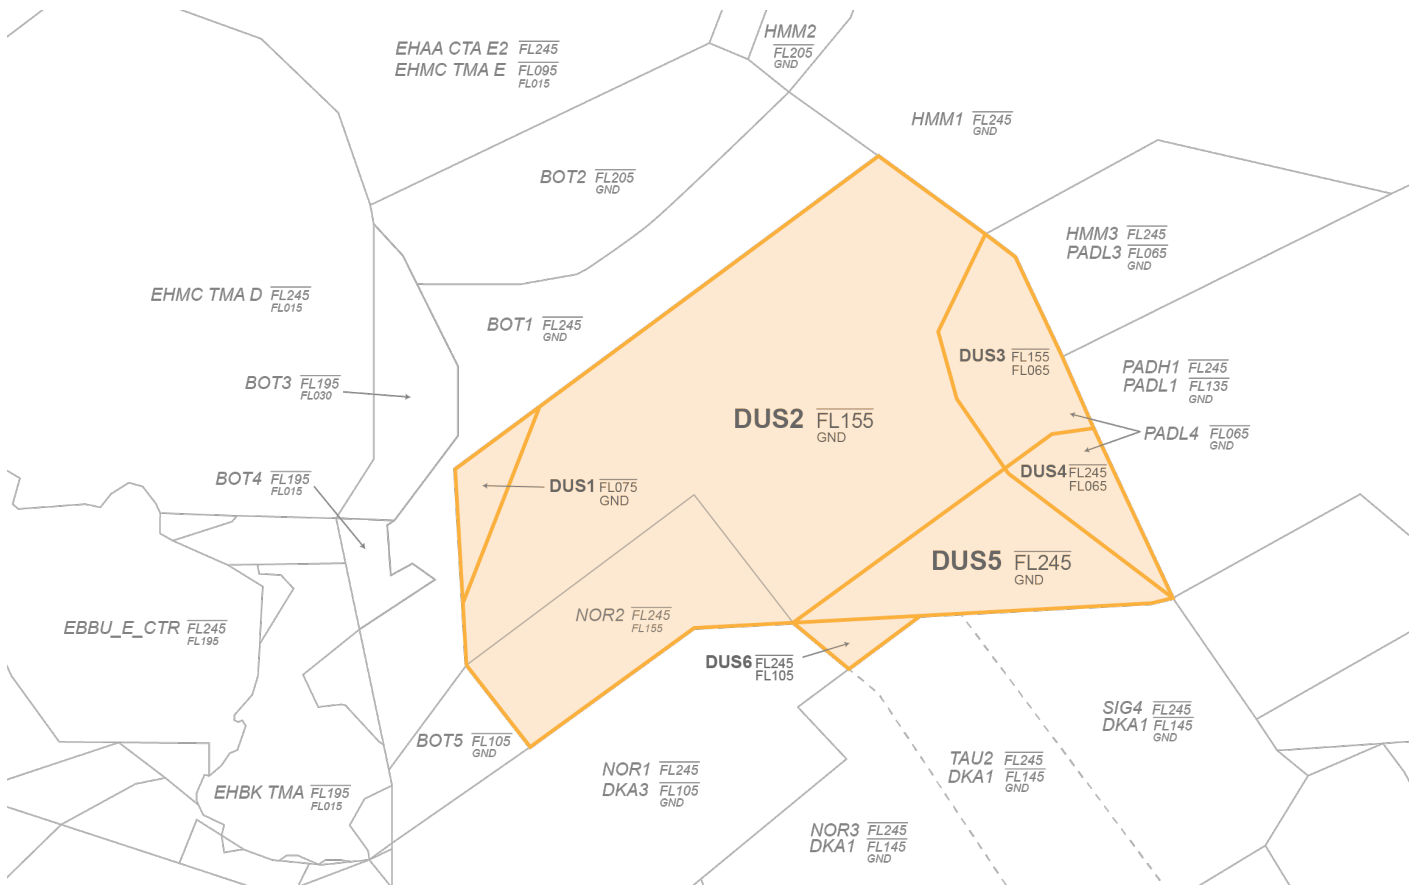 EHAA CTA E2 FL245
EHMC TMA E FL095
FL015
HMM2
FL205
GND
HMM1 FL245
GND
BOT2 FL205
GND
HMM3 FL245
PADL3 FL065
GND
EHMC TMA D FL245
FL015
BOT1 FL245
GND
DUS3 FL155
FL065
PADH1 FL245
PADL1 FL135
GND
BOT3 FL195
FL030
DUS2 FL155
GND
PADL4 FL065
GND
BOT4 FL195
FL015
DUS1 FL075
GND
DUS4 FL245
FL065
DUS5 FL245
GND
NOR2 FL245
FL155
EBBU_E_CTR FL245
FL195
DUS6 FL245
FL105
SIG4 FL245
DKA1 FL145
GND
BOT5 FL105
GND
NOR1 FL245
DKA3 FL105
GND
TAU2 FL245
DKA1 FL145
GND
EHBK TMA FL195
FL015
NOR3 FL245
DKA1 FL145
GND